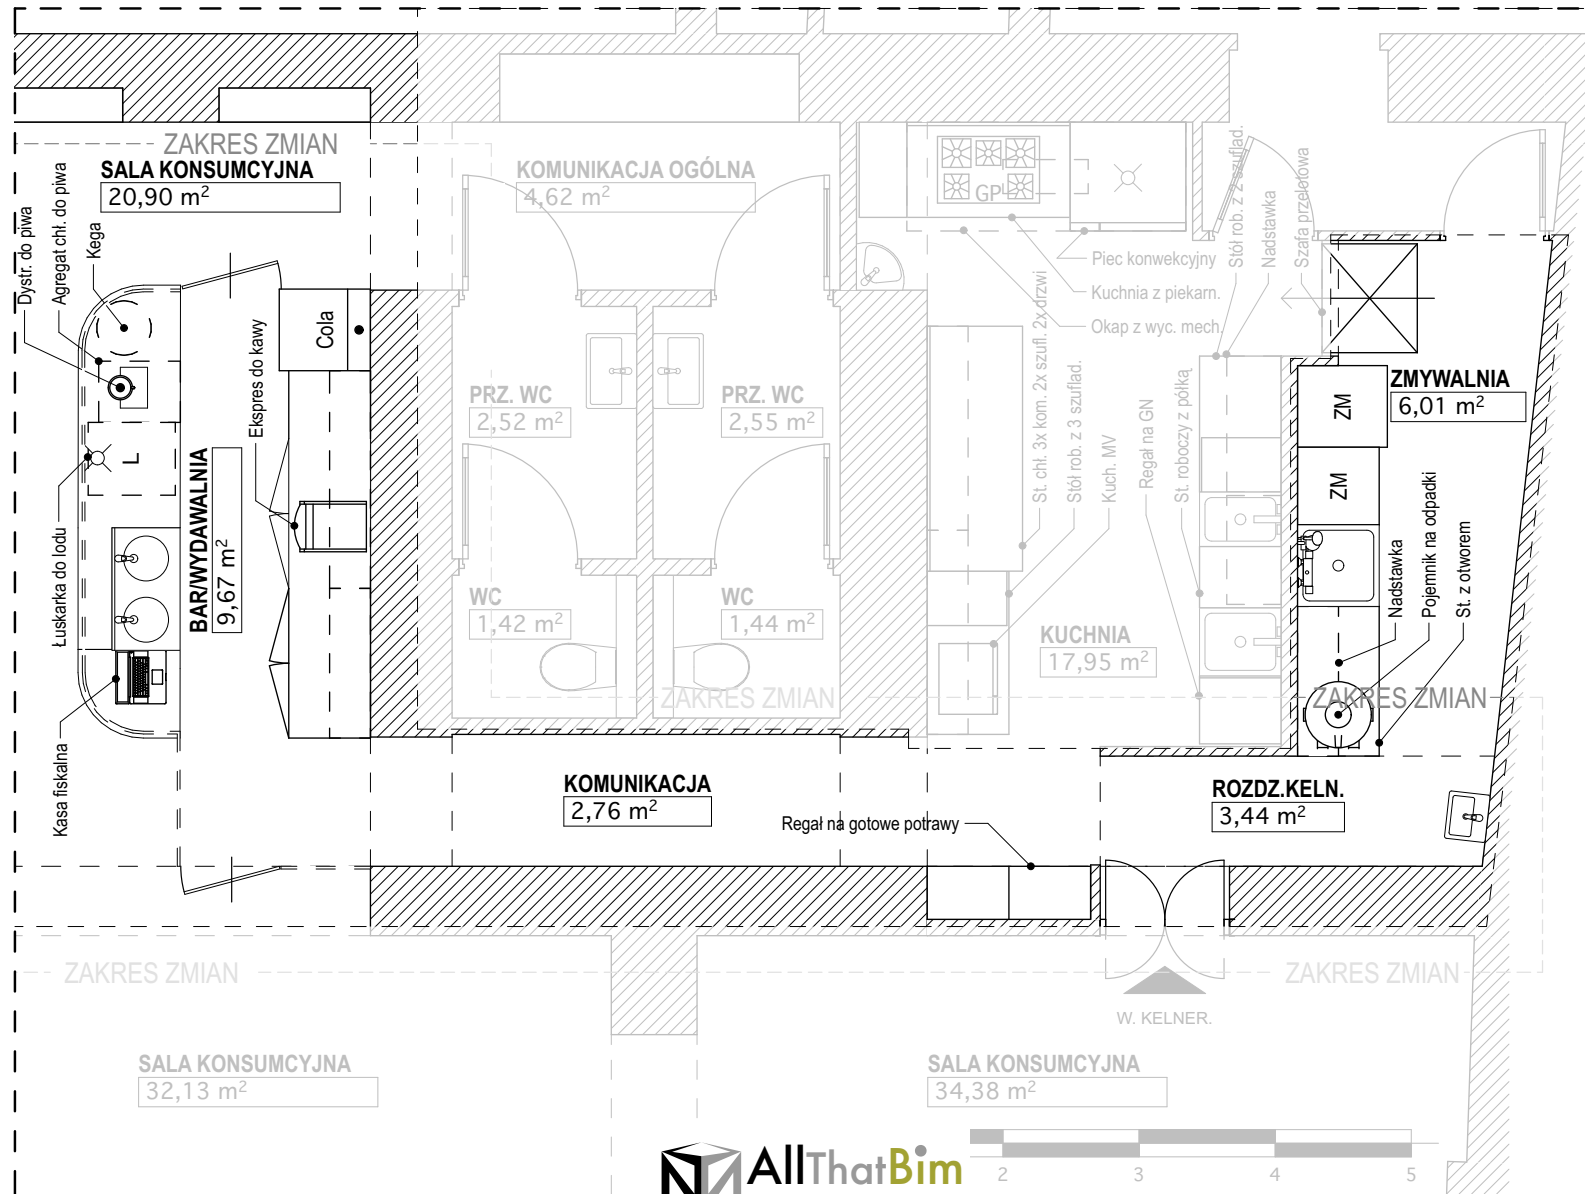 ZAKRES ZMIAN
SALA KONSUMCYJNA
20,90 m²
KOMUNIKACJA OGÓLNA
4,62 m²
Dystr. do piwa
Agregat chł. do piwa
Kega
Cola
Ekspres do kawy
Łuskarka do lodu
L
BAR/WYDAWALNIA
9,67 m²
Kasa fiskalna
PRZ. WC
2,52 m²
PRZ. WC
2,55 m²
WC
1,42 m²
WC
1,44 m²
ZAKRES ZMIAN
GP
Piec konwekcyjny
Kuchnia z piekarn.
Okap z wyc. mech.
Stół rob. z szuflad.
Nadstawka
Szafa przelotowa
St. chł. 3x kom. 2x szufl. 2x drzwi
Stół rob. z 3 szuflad.
Kuch. MV
Regał na GN
St. roboczy z półką
KUCHNIA
17,95 m²
ZMYWALNIA
6,01 m²
ZM
ZM
Nadstawka
Pojemnik na odpadki
St. z otworem
ZAKRES ZMIAN
KOMUNIKACJA
2,76 m²
Regał na gotowe potrawy
ROZDZ.KELN.
3,44 m²
ZAKRES ZMIAN
ZAKRES ZMIAN
W. KELNER.
SALA KONSUMCYJNA
32,13 m²
SALA KONSUMCYJNA
34,38 m²
AllThatBim
2 3 4 5